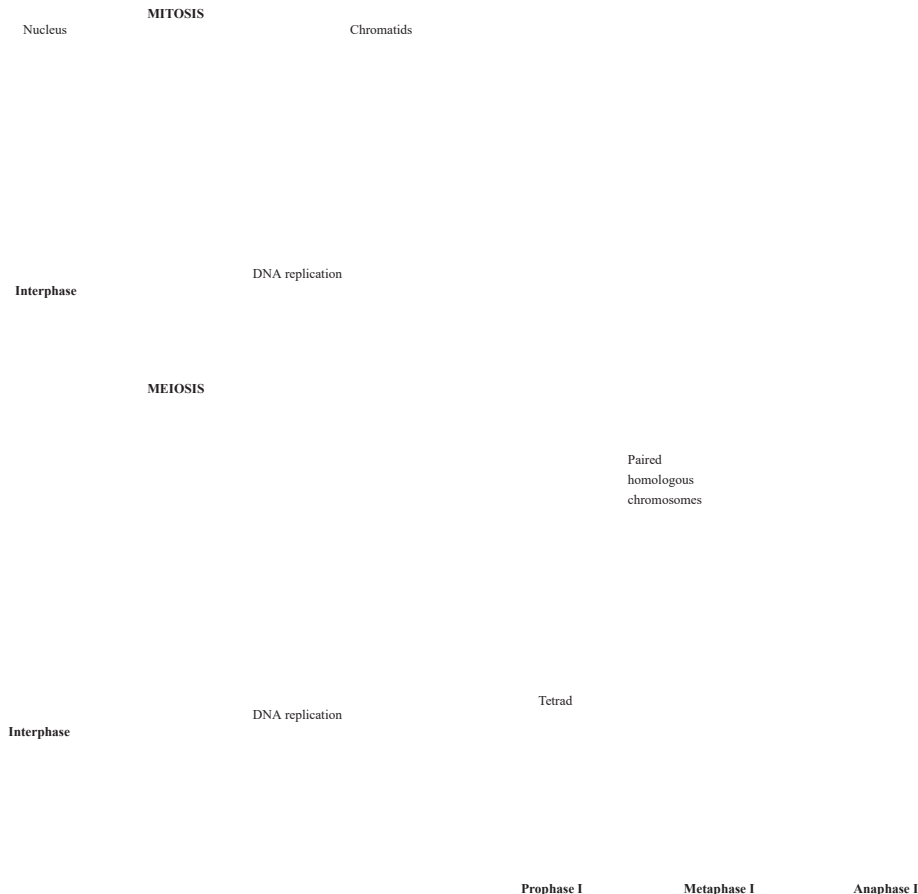 MITOSIS
Nucleus
Chromatids
DNA replication
Interphase
MEIOSIS
Paired
homologous
chromosomes
Tetrad
DNA replication
Interphase
Prophase I
Metaphase I
Anaphase I